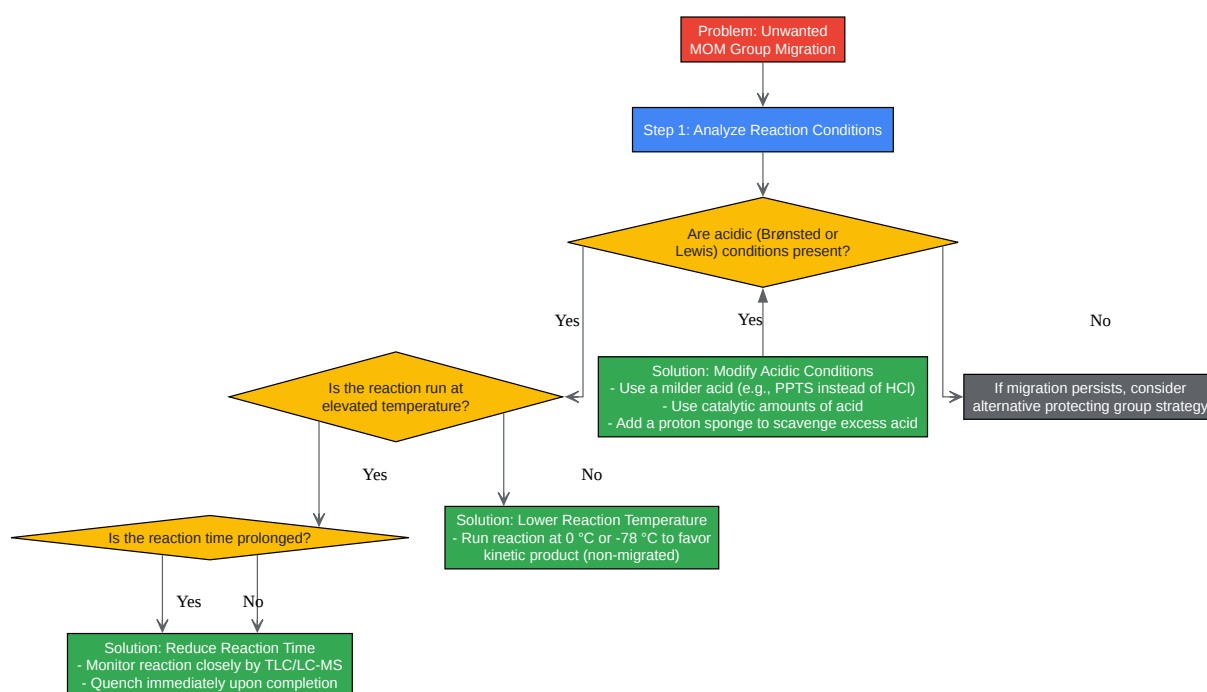 Problem: Unwanted
MOM Group Migration
Step 1: Analyze Reaction Conditions
Are acidic (Brønsted or
Lewis) conditions present?
Yes
Yes
No
Is the reaction run at
elevated temperature?
Solution: Modify Acidic Conditions
- Use a milder acid (e.g., PPTS instead of HCl)
- Use catalytic amounts of acid
- Add a proton sponge to scavenge excess acid
If migration persists, consider
alternative protecting group strategy
Yes
No
Is the reaction time prolonged?
Solution: Lower Reaction Temperature
- Run reaction at 0 °C or -78 °C to favor
kinetic product (non-migrated)
Yes
No
Solution: Reduce Reaction Time
- Monitor reaction closely by TLC/LC-MS
- Quench immediately upon completion